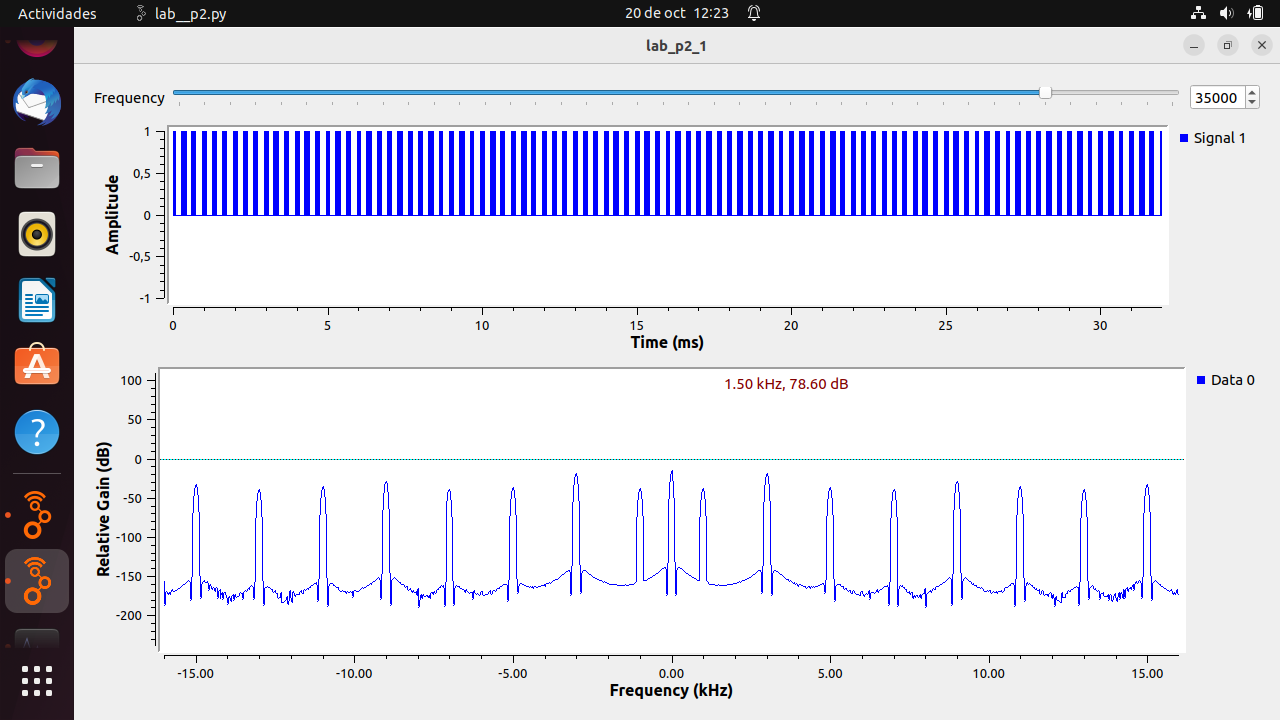 Actividades lab__p2.py 20 de oct 12:23
lab_p2_1
Frequency 35000
1
0,5
0
-0,5
-1
Amplitude
Signal 1
0 5 10 15 20 25 30
Time (ms)
1.50 kHz, 78.60 dB
Data 0
100
50
0
-50
-100
-150
-200
Relative Gain (dB)
-15.00 -10.00 -5.00 0.00 5.00 10.00 15.00
Frequency (kHz)